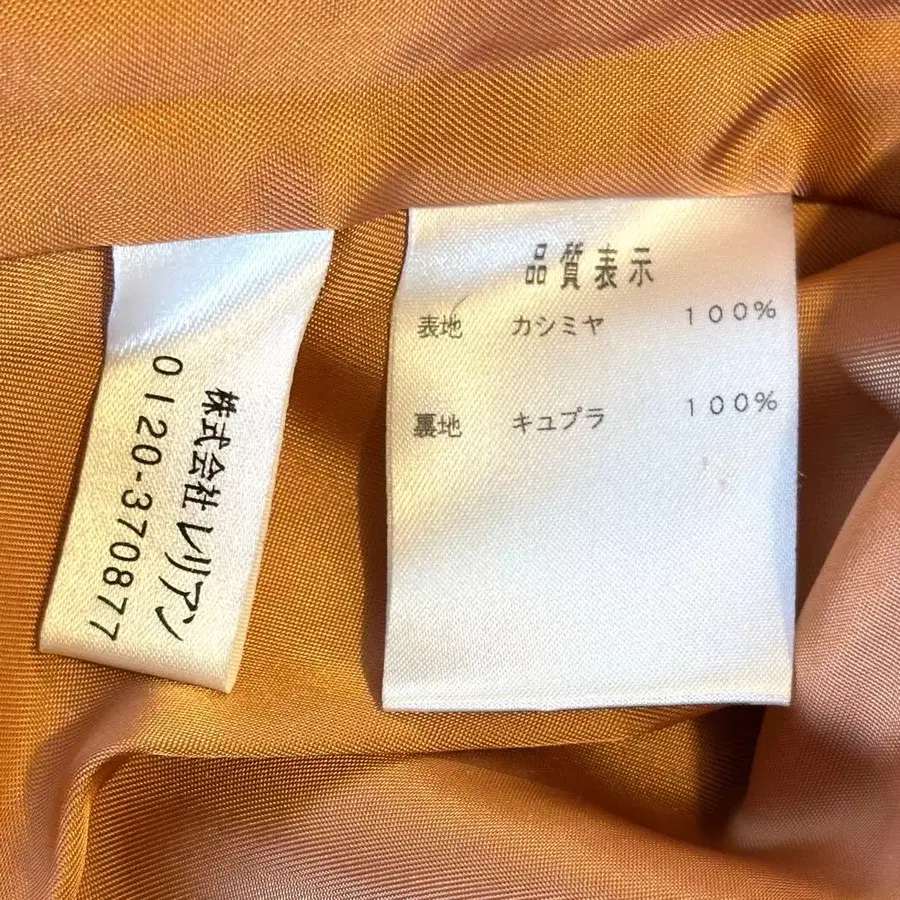 株式会社レリアン
0120-370877
品質表示
表地 カシミヤ 100%
裏地 キュプラ 100%